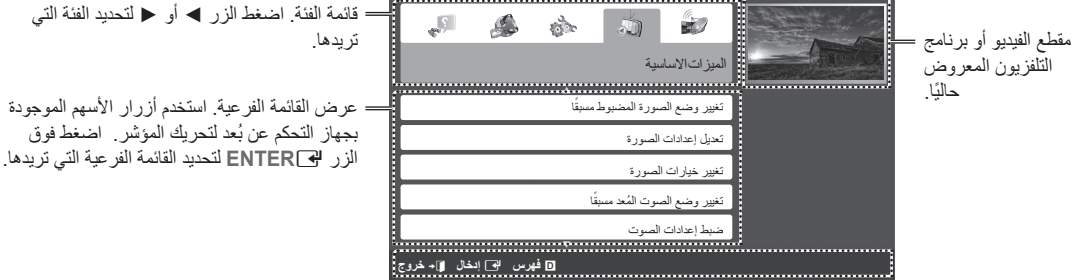 قائمة الفئة. اضغط الزر ◄ أو ► لتحديد الفئة التي
تريدها.
عرض القائمة الفرعية. استخدم أزرار الأسهم الموجودة
بجهاز التحكم عن بُعد لتحريك المؤشر. اضغط فوق
الزر ENTER لتحديد القائمة الفرعية التي تريدها.
الميزات الاساسية
تغيير وضع الصورة المضبوط مسبقًا
تعديل إعدادات الصورة
تغيير خيارات الصورة
تغيير وضع الصوت المُعد مسبقًا
ضبط إعدادات الصوت
D فهرس إدخال خروج
مقطع الفيديو أو برنامج
التلفزيون المعروض
حاليًا.